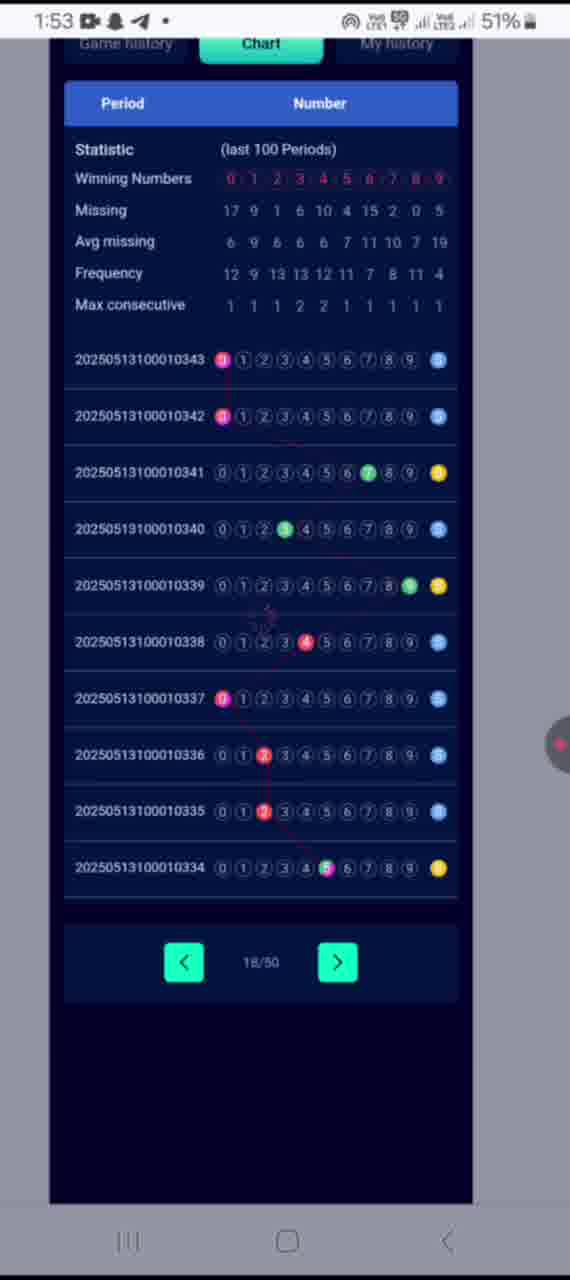 1:53 51%
Game history Chart My history
Period Number
Statistic (last 100 Periods)
Winning Numbers 0 1 2 3 4 5 6 7 8 9
Missing 17 9 1 6 10 4 15 2 0 5
Avg missing 6 9 6 6 6 7 11 10 7 19
Frequency 12 9 13 13 12 11 7 8 11 4
Max consecutive 1 1 1 2 2 1 1 1 1 1
20250513100010343 0 1 2 3 4 5 6 7 8 9
20250513100010342 0 1 2 3 4 5 6 7 8 9
20250513100010341 0 1 2 3 4 5 6 7 8 9
20250513100010340 0 1 2 3 4 5 6 7 8 9
20250513100010339 0 1 2 3 4 5 6 7 8 9
20250513100010338 0 1 2 3 4 5 6 7 8 9
20250513100010337 0 1 2 3 4 5 6 7 8 9
20250513100010336 0 1 2 3 4 5 6 7 8 9
20250513100010335 0 1 2 3 4 5 6 7 8 9
20250513100010334 0 1 2 3 4 5 6 7 8 9
18/50